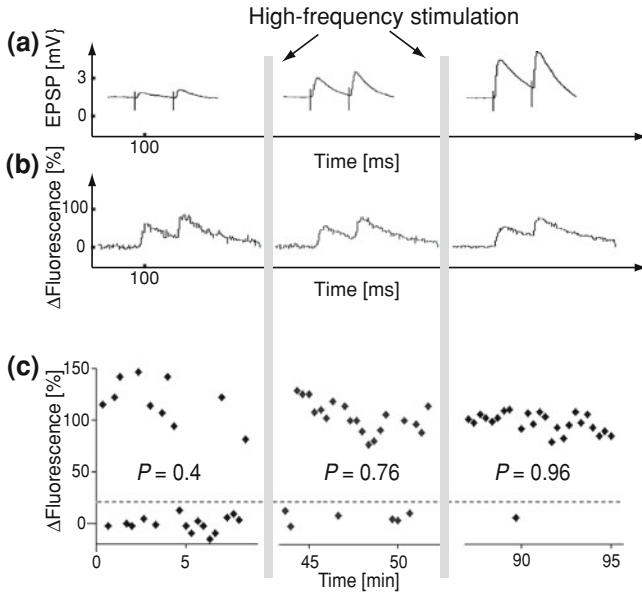 High-frequency stimulation
(a)
EPSP [mV]
3
0
100
Time [ms]
(b)
ΔFluorescence [%]
100
0
100
Time [ms]
(c)
ΔFluorescence [%]
150
100
50
0
P = 0.4
P = 0.76
P = 0.96
0 5 45 50 90 95
Time [min]